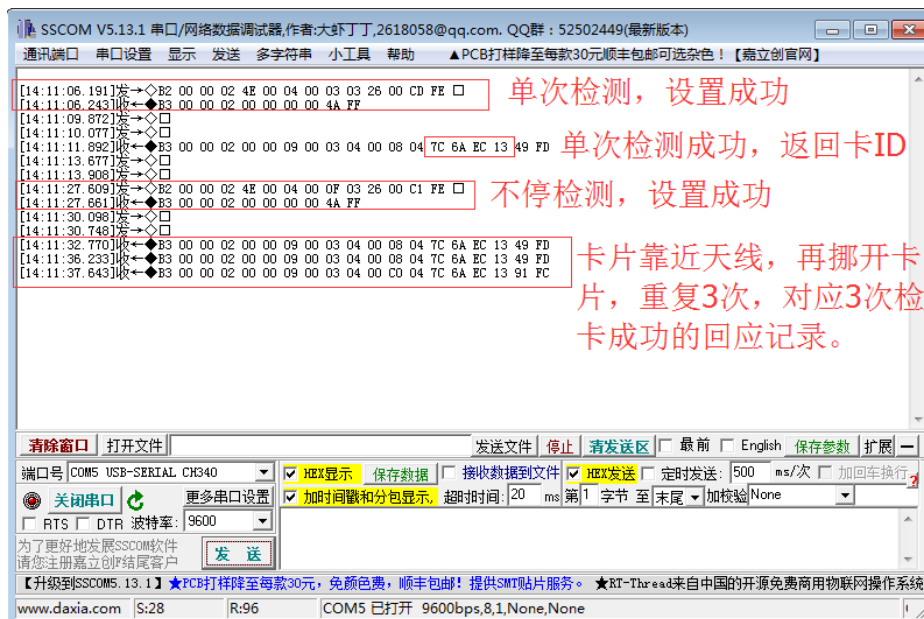 SSCOM V5.13.1 串口/网络数据调试器,作者:大虾丁丁,2618058@qq.com. QQ群：52502449(最新版本)
通讯端口 串口设置 显示 发送 多字符串 小工具 帮助 ▲PCB打样降至每款30元顺丰包邮可选杂色！【嘉立创官网】
[14:11:06.191]发→◇B2 00 00 02 4E 00 04 00 03 03 26 00 CD FE □
[14:11:06.243]收←◆B3 00 00 02 00 00 00 00 4A FF
单次检测，设置成功
[14:11:09.872]发→◇□
[14:11:10.077]发→◇□
[14:11:11.892]收←◆B3 00 00 02 00 00 09 00 03 04 00 08 04 7C 6A EC 13 49 FD
单次检测成功，返回卡ID
[14:11:13.677]发→◇□
[14:11:13.908]发→◇□
[14:11:27.609]发→◇B2 00 00 02 4E 00 04 00 0F 03 26 00 C1 FE □
[14:11:27.661]收←◆B3 00 00 02 00 00 00 00 4A FF
不停检测，设置成功
[14:11:30.098]发→◇□
[14:11:30.748]发→◇□
[14:11:32.770]收←◆B3 00 00 02 00 00 09 00 03 04 00 08 04 7C 6A EC 13 49 FD
[14:11:36.233]收←◆B3 00 00 02 00 00 09 00 03 04 00 08 04 7C 6A EC 13 49 FD
[14:11:37.643]收←◆B3 00 00 02 00 00 09 00 03 04 00 C0 04 7C 6A EC 13 91 FC
卡片靠近天线，再挪开卡
片，重复3次，对应3次检
卡成功的回应记录。
清除窗口 打开文件 发送文件 停止 清发送区 最前 English 保存参数 扩展 —
端口号 COM5 USB-SERIAL CH340 HEX显示 保存数据 接收数据到文件 HEX发送 定时发送: 500 ms/次 加回车换行 ?
关闭串口 更多串口设置 加时间戳和分包显示, 超时时间: 20 ms 第1 字节 至 末尾 加校验 None
RTS DTR 波特率: 9600
为了更好地发展SSCOM软件
请您注册嘉立创F结尾客户
发 送
【升级到SSCOM5.13.1】★PCB打样降至每款30元，免颜色费，顺丰包邮！提供SMT贴片服务。 ★RT-Thread来自中国的开源免费商用物联网操作系统
www.daxia.com S:28 R:96 COM5 已打开 9600bps,8,1,None,None